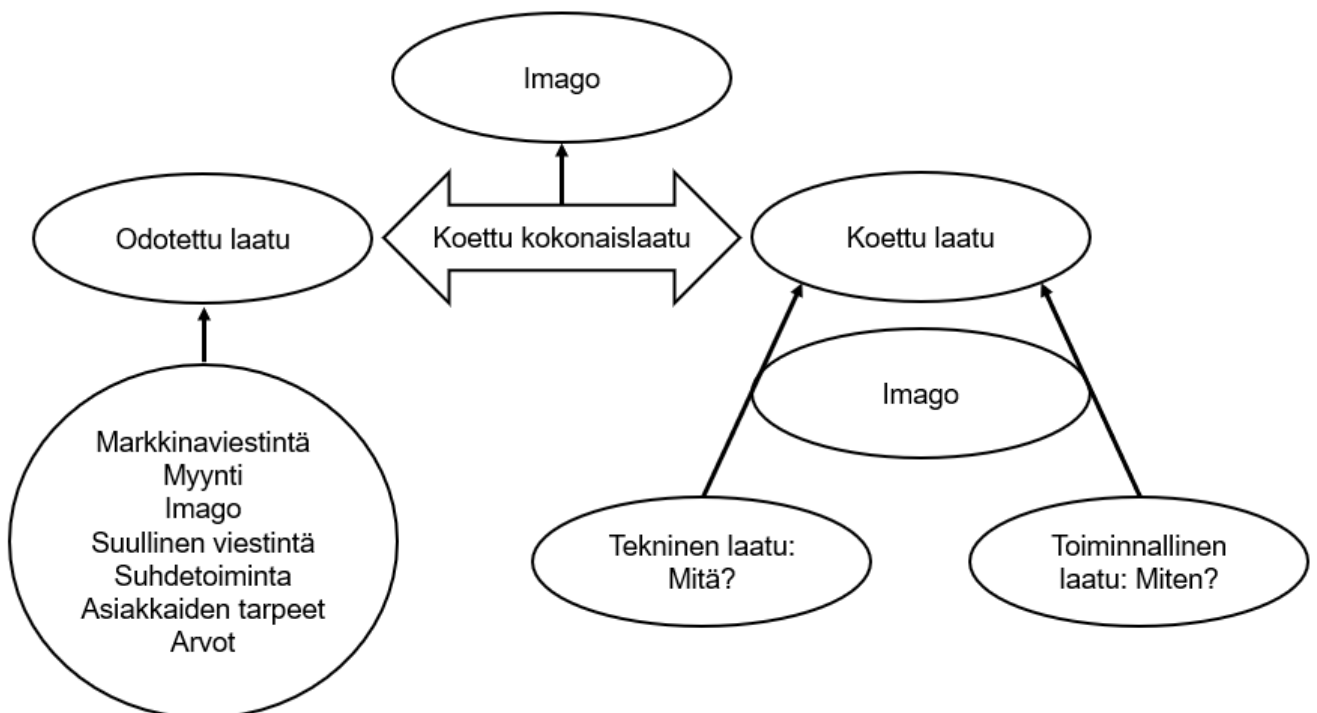 Imago
Odotettu laatu
Koettu kokonaislaatu
Koettu laatu
Imago
Markkinaviestintä
Myynti
Imago
Suullinen viestintä
Suhdetoiminta
Asiakkaiden tarpeet
Arvot
Tekninen laatu:
Mitä?
Toiminnallinen
laatu: Miten?